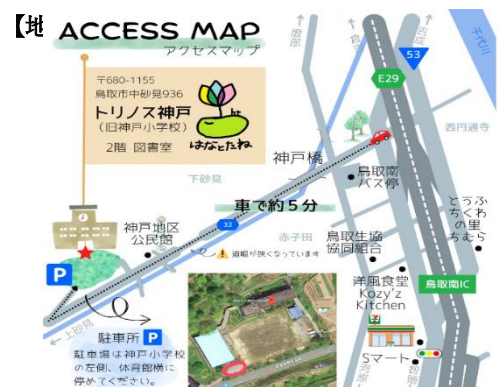 【地
ACCESS MAP
アクセスマップ
〒680-1155
鳥取市中砂見936
トリノス神戸
(旧神戸小学校)
2階 図書室
はなとたね
吉成
千代川
53
E29
西円通寺
神戸橋
鳥取南
バス停
下砂見
車で約5分
とうふ
ちくわ
の里
ちむら
32
神戸地区
公民館
赤子田
鳥取生協
協同組合
道幅が狭くなっています
洋風食堂
Kozy'z
Kitchen
鳥取南IC
P
上砂見
駐車所 P
駐車場は神戸小学校
の左側、体育館横に
停めてください。
Sマート